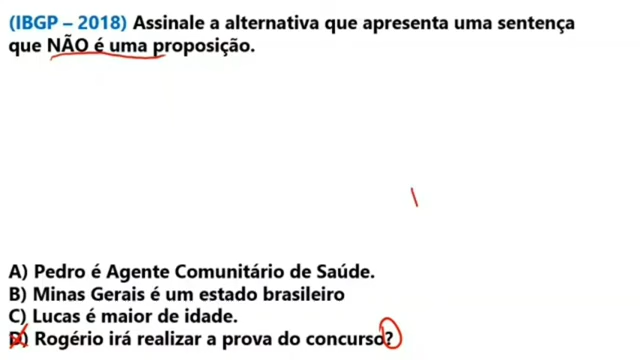 (IBGP – 2018) Assinale a alternativa que apresenta uma sentença
que NÃO é uma proposição.
A) Pedro é Agente Comunitário de Saúde.
B) Minas Gerais é um estado brasileiro
C) Lucas é maior de idade.
D) Rogério irá realizar a prova do concurso?